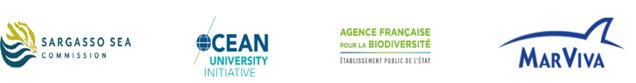 SARGASSO SEA
COMMISSION
OCEAN
UNIVERSITY
INITIATIVE
AGENCE FRANÇAISE
POUR LA BIODIVERSITÉ
ÉTABLISSEMENT PUBLIC DE L'ÉTAT
MARVIVA